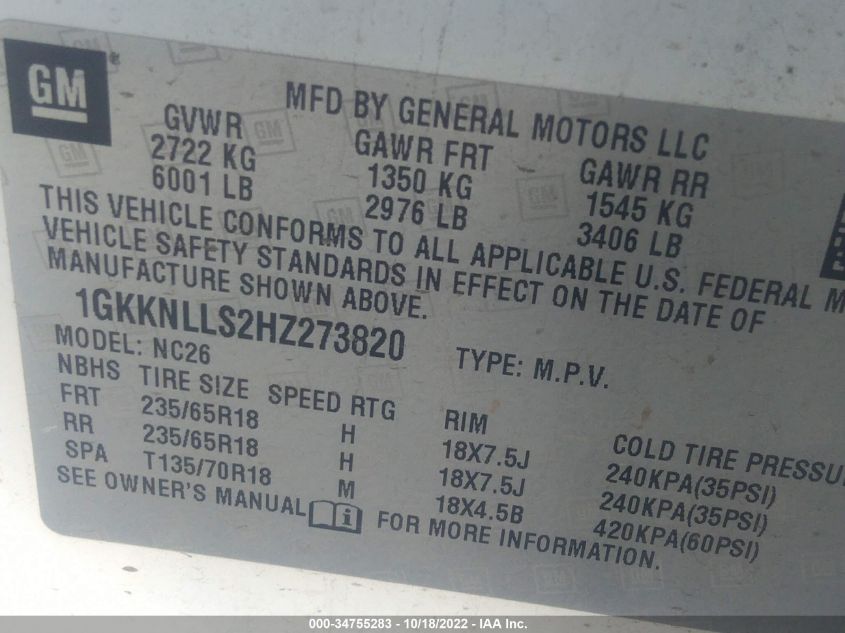 GM
MFD BY GENERAL MOTORS LLC
GVWR GAWR FRT GAWR RR
2722 KG 1350 KG 1545 KG
6001 LB 2976 LB 3406 LB
THIS VEHICLE CONFORMS TO ALL APPLICABLE U.S. FEDERAL M
VEHICLE SAFETY STANDARDS IN EFFECT ON THE DATE OF
MANUFACTURE SHOWN ABOVE.
1GKKNLLS2HZ273820 TYPE: M.P.V.
MODEL: NC26
NBHS TIRE SIZE SPEED RTG RIM COLD TIRE PRESSU
FRT 235/65R18 H 18X7.5J 240KPA(35PSI)
RR 235/65R18 H 18X7.5J 240KPA(35PSI)
SPA T135/70R18 M 18X4.5B 420KPA(60PSI)
SEE OWNER'S MANUAL i FOR MORE INFORMATION.
000-34755283 - 10/18/2022 - IAA Inc.